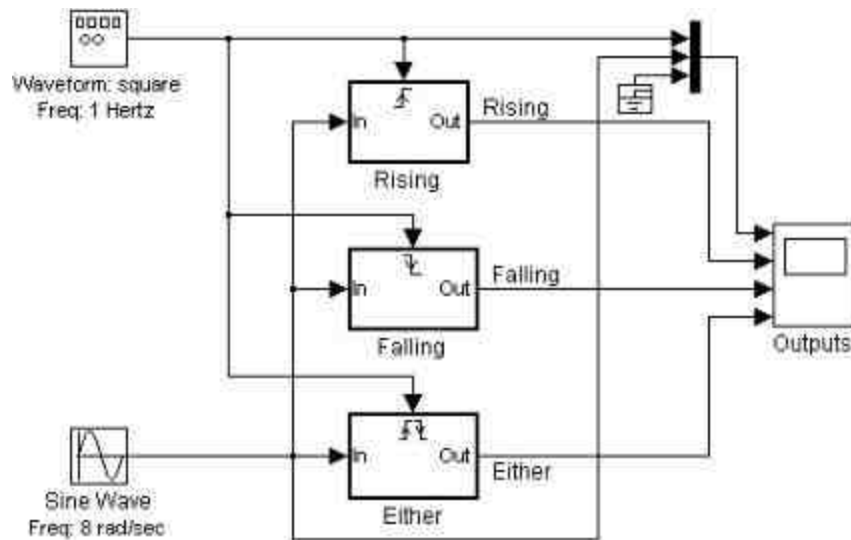 Waveform: square
Freq: 1 Hertz
In
Out
Rising
Rising
In
Out
Falling
Falling
Outputs
In
Out
Either
Either
Sine Wave
Freq: 8 rad/sec